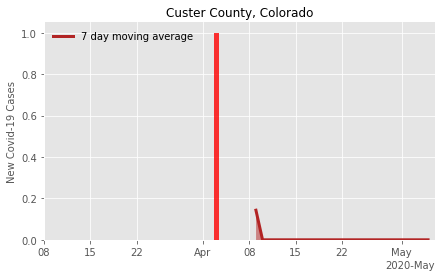 Custer County, Colorado
7 day moving average
New Covid-19 Cases
1.0
0.8
0.6
0.4
0.2
0.0
08 15 22 Apr 08 15 22 May
2020-May